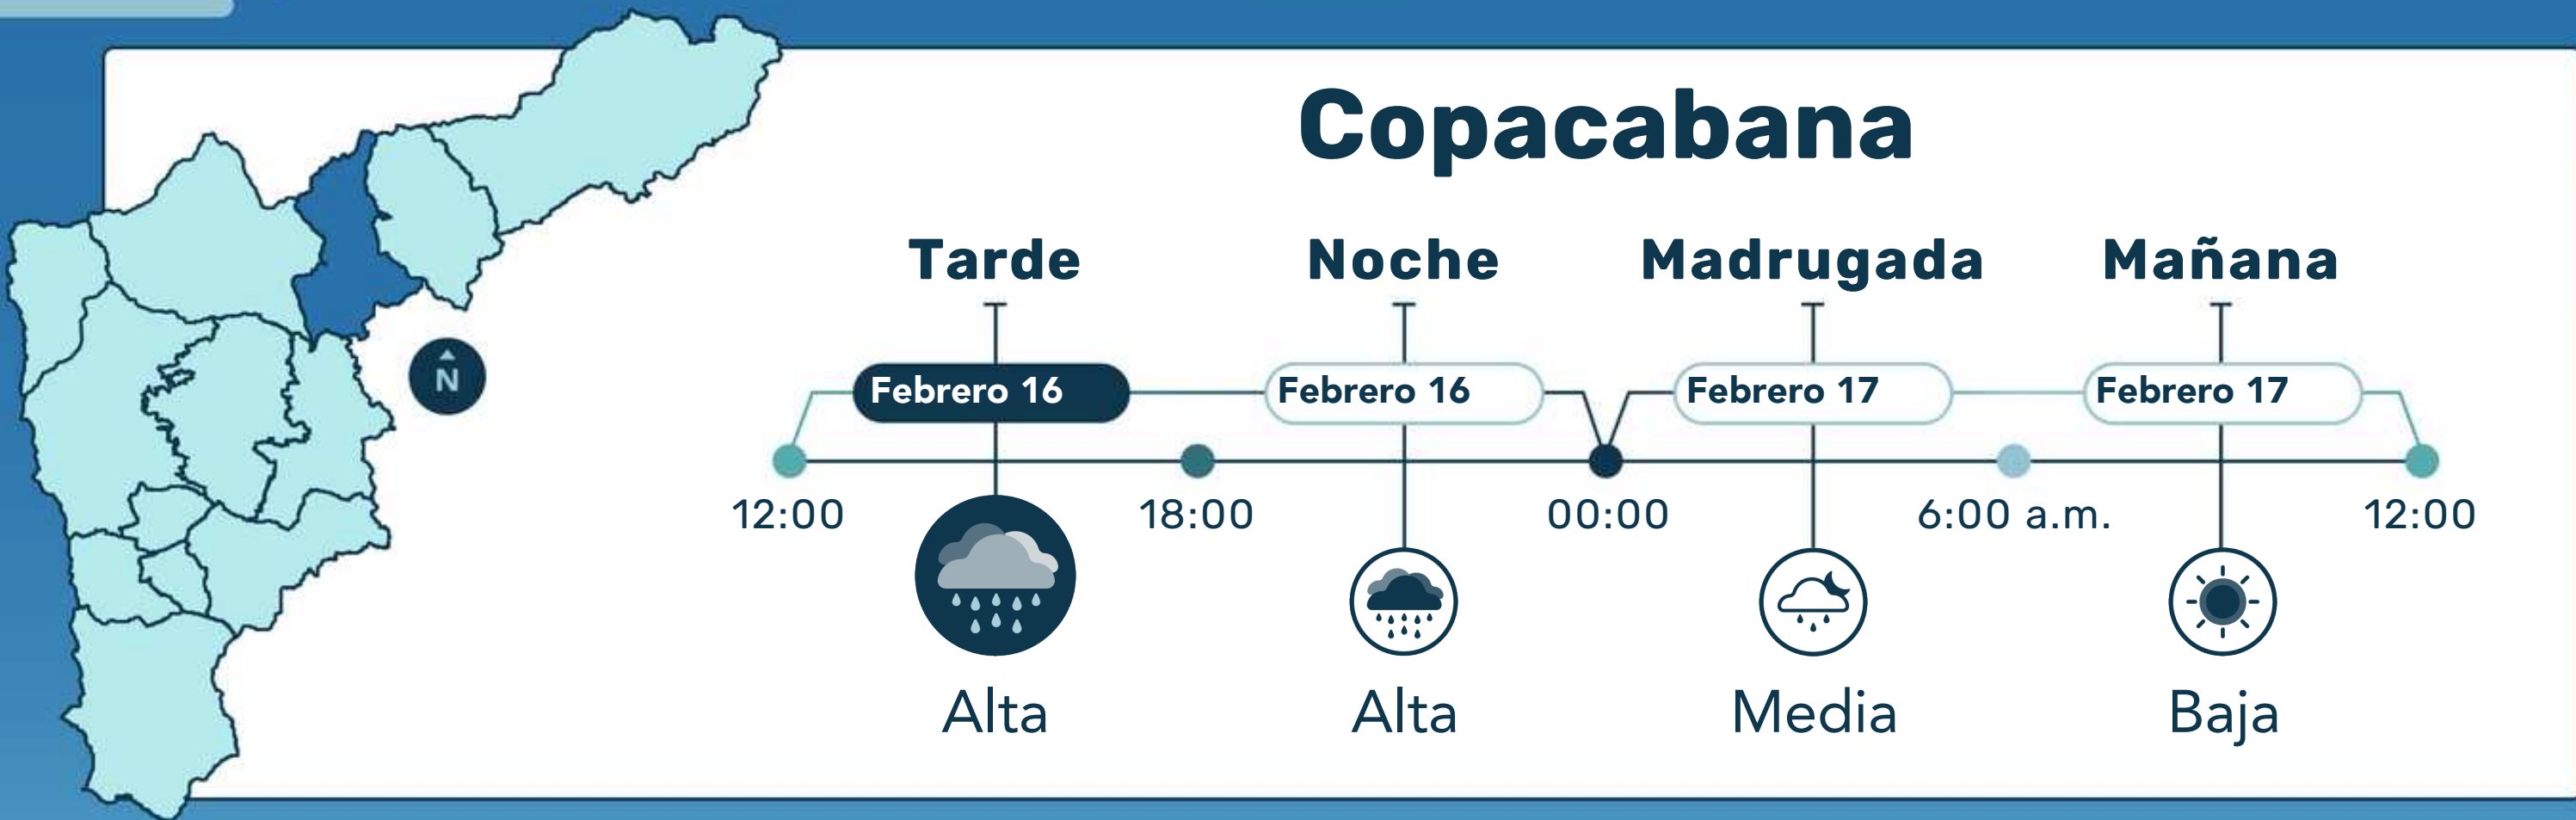 Copacabana
Tarde
Noche
Madrugada
Mañana
Febrero 16
Febrero 16
Febrero 17
Febrero 17
N
12:00
18:00
00:00
6:00 a.m.
12:00
Alta
Alta
Media
Baja